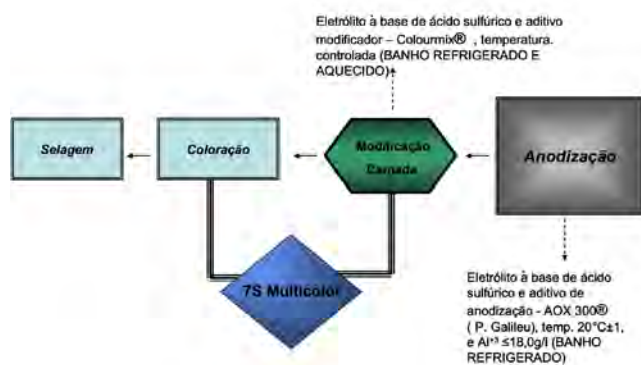 Eletrólito à base de ácido sulfúrico e aditivo
modificador – Colourmix® , temperatura.
controlada (BANHO REFRIGERADO E
AQUECIDO)
Selagem
Coloração
Modificação
Camada
Anodização
7S Multicolor
Eletrólito à base de ácido
sulfúrico e aditivo de
anodização - AOX 300®
( P. Galileu), temp. 20°C±1,
e Al⁺³ ≤18,0g/l (BANHO
REFRIGERADO)